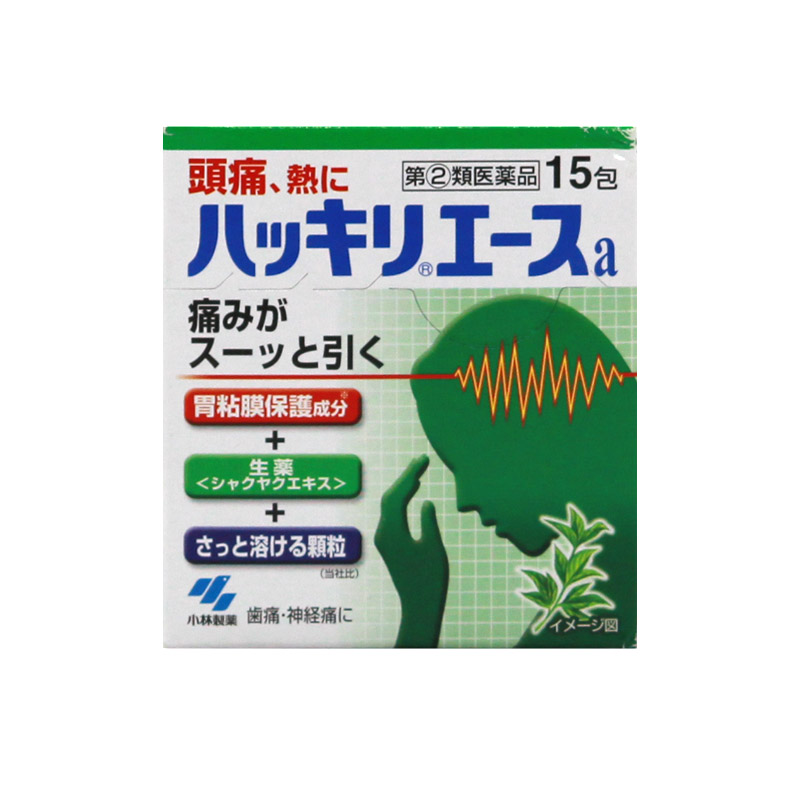 頭痛、熱に
第②類医薬品 15包
ハッキリ®エースa
痛みが
スーッと引く
胃粘膜保護成分※
+
生薬
<シャクヤクエキス>
+
さっと溶ける顆粒
(当社比)
小林製薬
歯痛・神経痛に
イメージ図